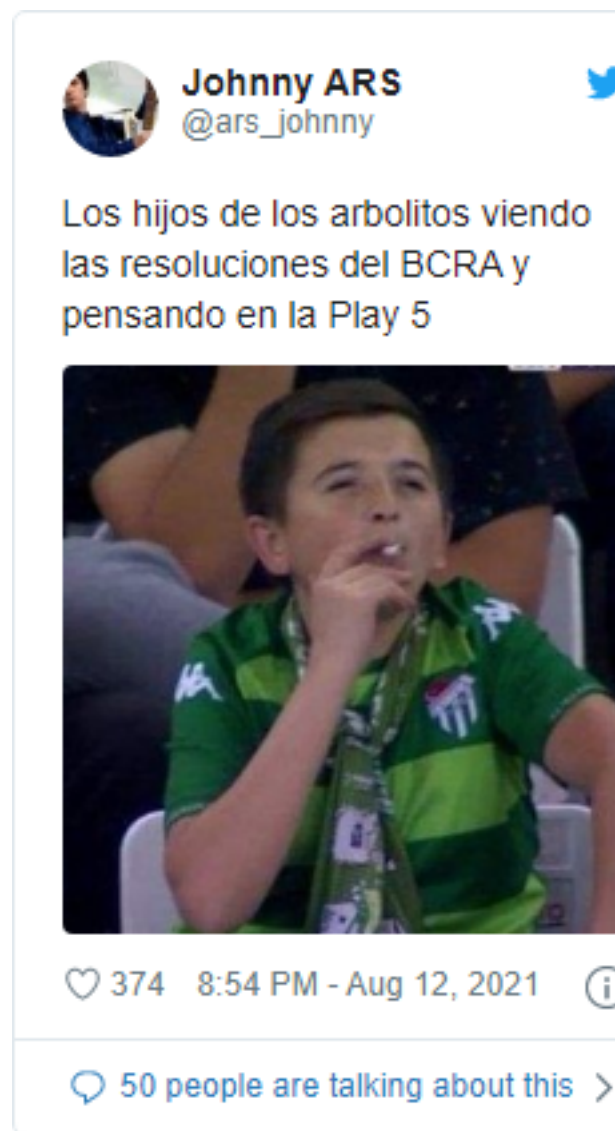 Johnny ARS
@ars_johnny
Los hijos de los arbolitos viendo
las resoluciones del BCRA y
pensando en la Play 5
374 8:54 PM - Aug 12, 2021
50 people are talking about this